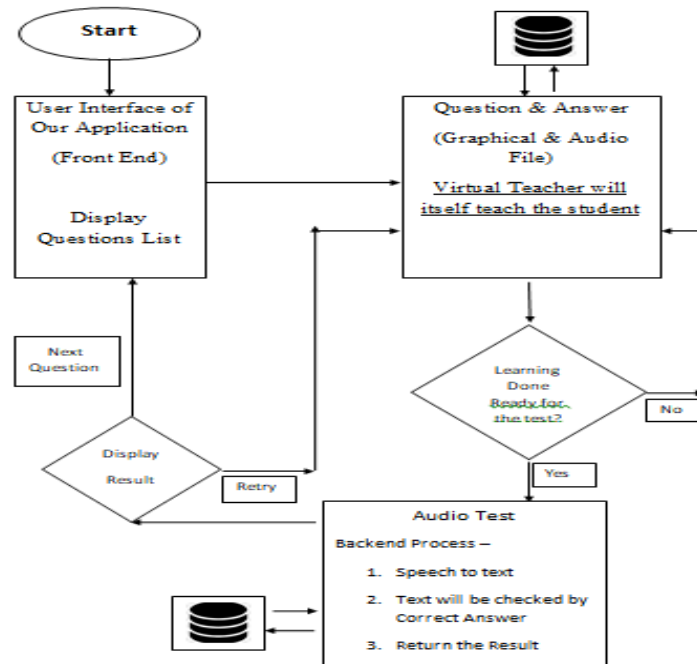 Start
User Interface of
Our Application
(Front End)
Display
Questions List
Question & Answer
(Graphical & Audio
File)
Virtual Teacher will
itself teach the student
Learning
Done
Ready for
the test?
No
Yes
Next
Question
Display
Result
Retry
Audio Test
Backend Process –
1. Speech to text
2. Text will be checked by
Correct Answer
3. Return the Result